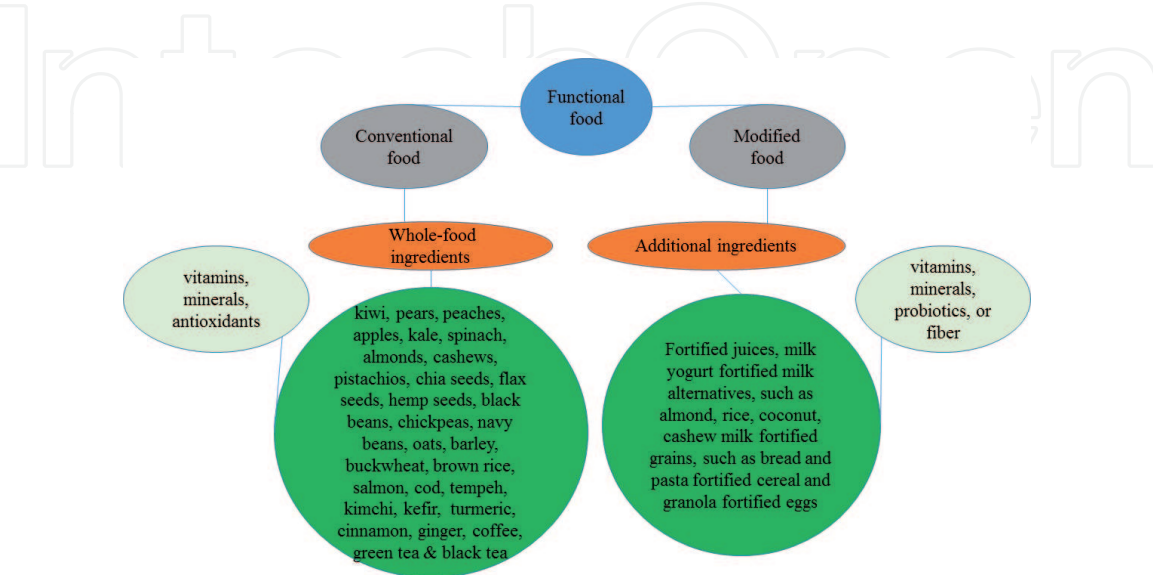 IntechOpen
Functional
food
Conventional
food
Modified
food
Whole-food
ingredients
Additional ingredients
vitamins,
minerals,
antioxidants
vitamins,
minerals,
probiotics, or
fiber
kiwi, pears, peaches,
apples, kale, spinach,
almonds, cashews,
pistachios, chia seeds, flax
seeds, hemp seeds, black
beans, chickpeas, navy
beans, oats, barley,
buckwheat, brown rice,
salmon, cod, tempeh,
kimchi, kefir, turmeric,
cinnamon, ginger, coffee,
green tea & black tea
Fortified juices, milk
yogurt fortified milk
alternatives, such as
almond, rice, coconut,
cashew milk fortified
grains, such as bread and
pasta fortified cereal and
granola fortified eggs